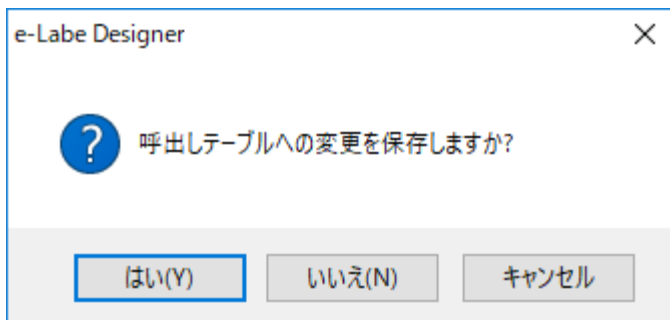 e-Labe Designer
?
呼出しテーブルへの変更を保存しますか?
はい(Y)
いいえ(N)
キャンセル